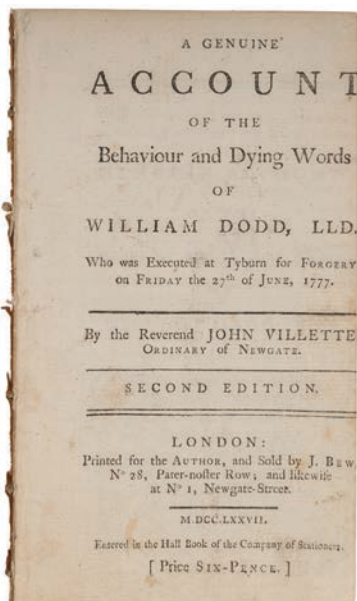 A GENUINE
ACCOUNT
OF THE
Behaviour and Dying Words
OF
WILLIAM DODD, LLD.
Who was Executed at Tyburn for FORGERY
on FRIDAY the 27th of JUNE, 1777.
By the Reverend JOHN VILLETTE
ORDINARY of NEWGATE.
SECOND EDITION.
LONDON:
Printed for the AUTHOR, and Sold by J. BEW,
No 28, Pater-noſter Row; and likewiſe
at No 1, Newgate-Street.
M.DCC.LXXVII.
Entered in the Hall Book of the Company of Stationers.
[ Price SIX-PENCE. ]